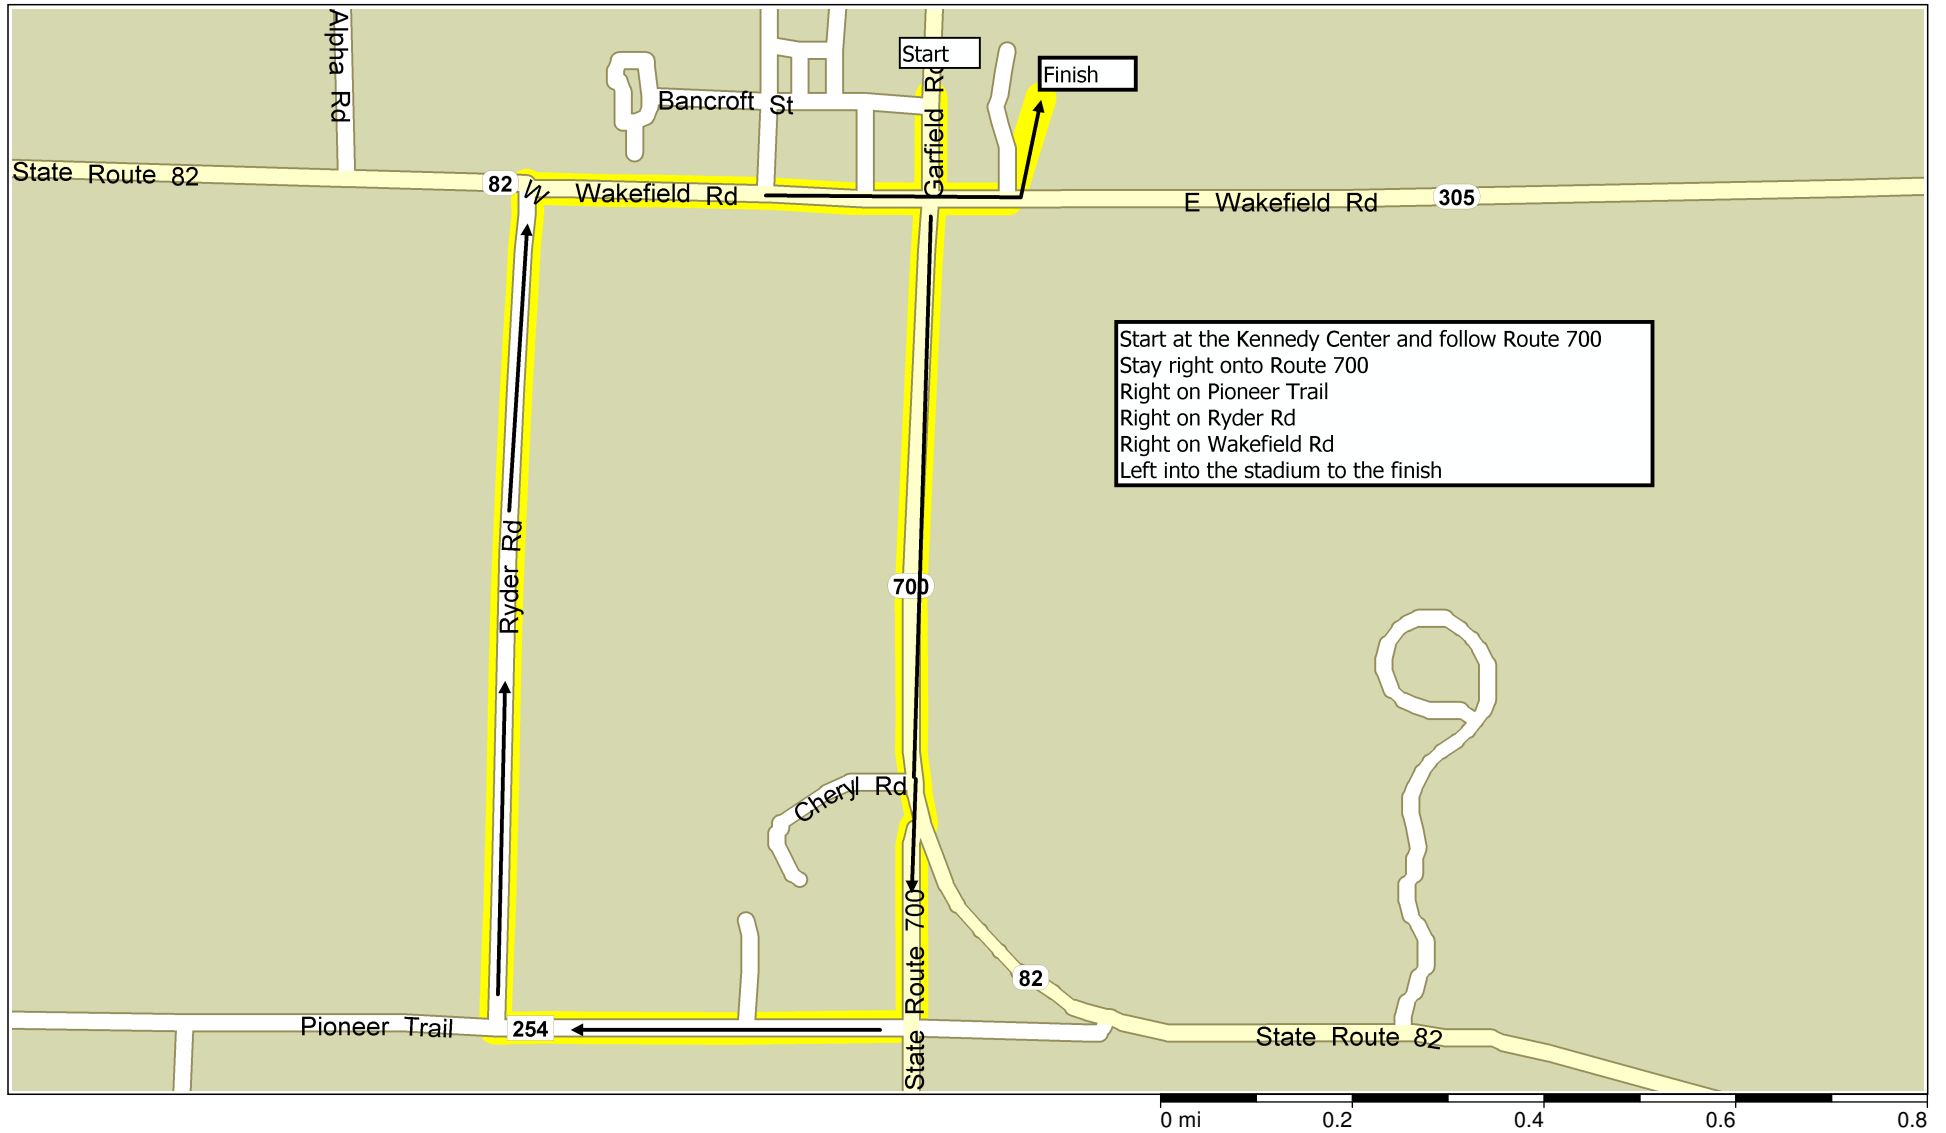 Alpha Rd
Start
Finish
Garfield Rd
Bancroft St
State Route 82
82
W Wakefield Rd
E Wakefield Rd
305
Start at the Kennedy Center and follow Route 700
Stay right onto Route 700
Right on Pioneer Trail
Right on Ryder Rd
Right on Wakefield Rd
Left into the stadium to the finish
Ryder Rd
700
Cheryl Rd
State Route 700
82
Pioneer Trail
254
State Route 82
0 mi 0.2 0.4 0.6 0.8